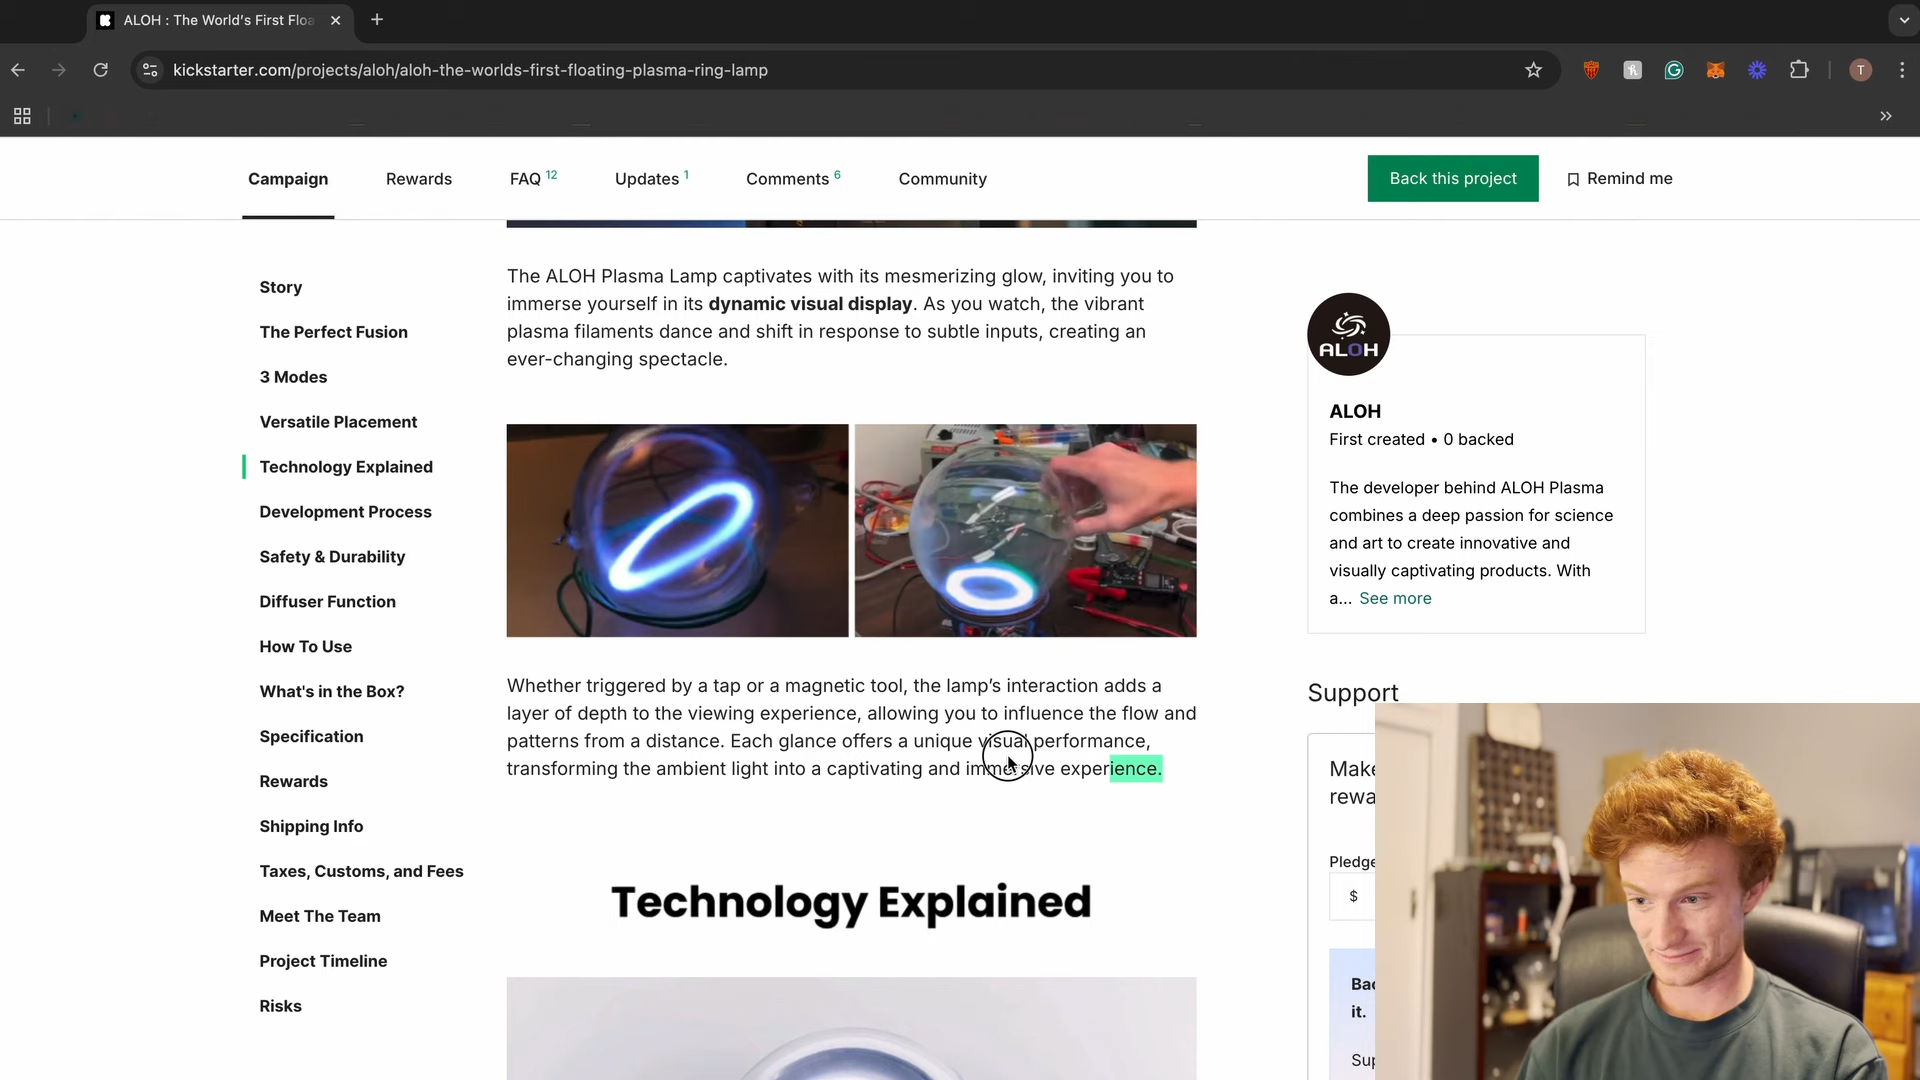 ALOH : The World's First Floa
kickstarter.com/projects/aloh/aloh-the-worlds-first-floating-plasma-ring-lamp
T
Campaign
Rewards
FAQ 12
Updates 1
Comments 6
Community
Back this project
Remind me
Story
The Perfect Fusion
3 Modes
Versatile Placement
Technology Explained
Development Process
Safety & Durability
Diffuser Function
How To Use
What's in the Box?
Specification
Rewards
Shipping Info
Taxes, Customs, and Fees
Meet The Team
Project Timeline
Risks
The ALOH Plasma Lamp captivates with its mesmerizing glow, inviting you to
immerse yourself in its dynamic visual display. As you watch, the vibrant
plasma filaments dance and shift in response to subtle inputs, creating an
ever-changing spectacle.
Whether triggered by a tap or a magnetic tool, the lamp's interaction adds a
layer of depth to the viewing experience, allowing you to influence the flow and
patterns from a distance. Each glance offers a unique visual performance,
transforming the ambient light into a captivating and immersive experience.
Technology Explained
ALOH
ALOH
First created • 0 backed
The developer behind ALOH Plasma
combines a deep passion for science
and art to create innovative and
visually captivating products. With
a... See more
Support
Make
rewa
Pledge
$
Bac
it.
Sup